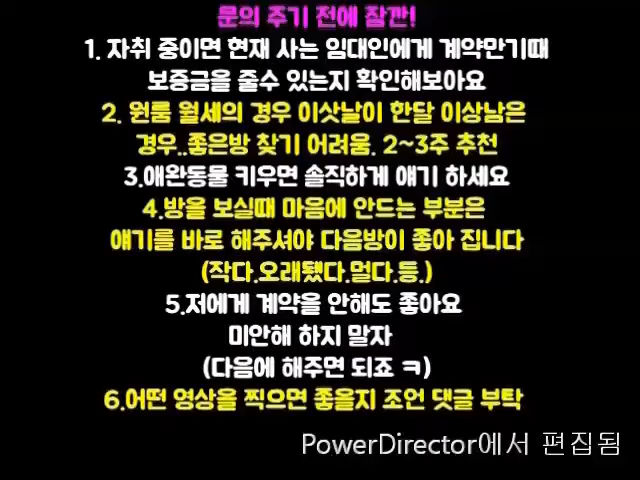 문의 주기 전에 잠깐!
1. 자취 중이면 현재 사는 임대인에게 계약만기때
보증금을 줄수 있는지 확인해보아요
2. 원룸 월세의 경우 이삿날이 한달 이상남은
경우..좋은방 찾기 어려움. 2~3주 추천
3.애완동물 키우면 솔직하게 얘기 하세요
4.방을 보실때 마음에 안드는 부분은
얘기를 바로 해주셔야 다음방이 좋아 집니다
(작다.오래됐다.멀다.등.)
5.저에게 계약을 안해도 좋아요
미안해 하지 말자
(다음에 해주면 되죠 ㅋ)
6.어떤 영상을 찍으면 좋을지 조언 댓글 부탁
PowerDirector에서 편집됨